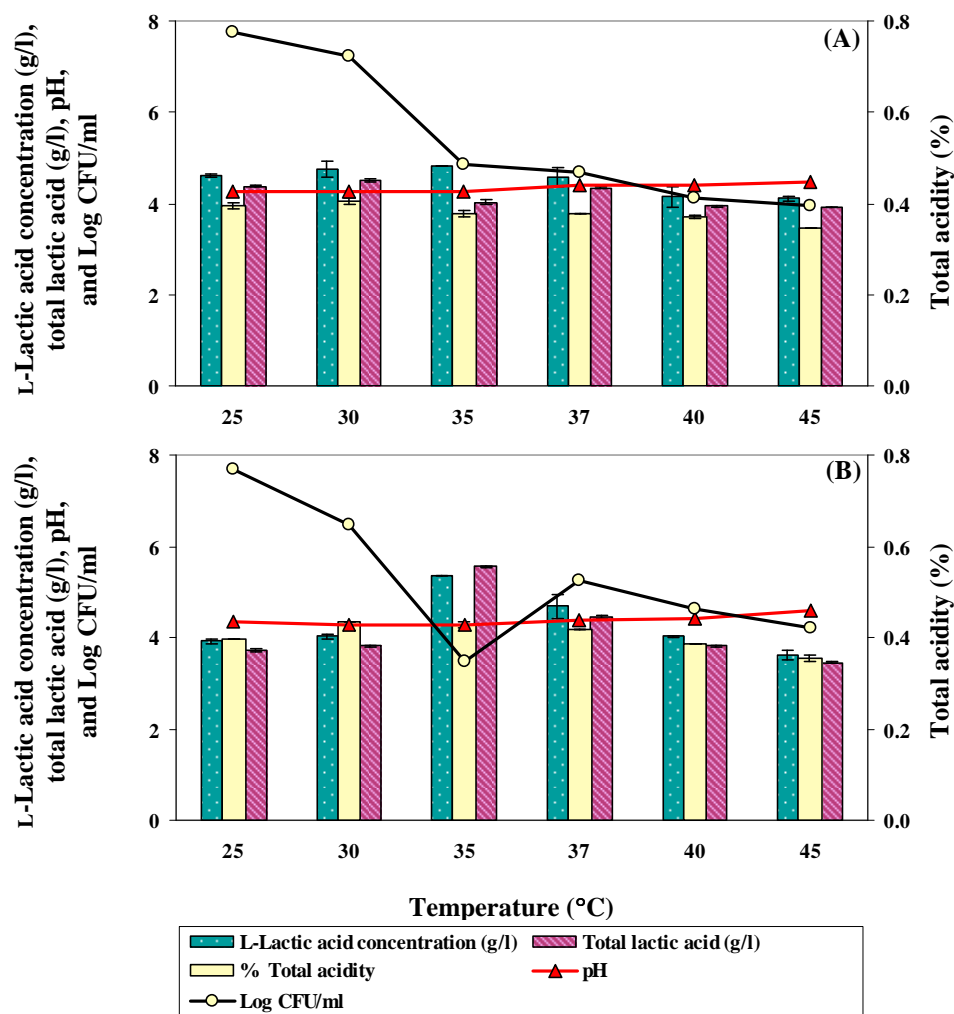 L-Lactic acid concentration (g/l),
total lactic acid (g/l), pH,
and Log CFU/ml
8
6
4
2
0
(A)
0.8
0.6
0.4
0.2
0.0
Total acidity (%)
25 30 35 37 40 45
L-Lactic acid concentration (g/l),
total lactic acid (g/l), pH,
and Log CFU/ml
8
6
4
2
0
(B)
0.8
0.6
0.4
0.2
0.0
Total acidity (%)
25 30 35 37 40 45
Temperature (°C)
L-Lactic acid concentration (g/l) Total lactic acid (g/l)
% Total acidity pH
Log CFU/ml